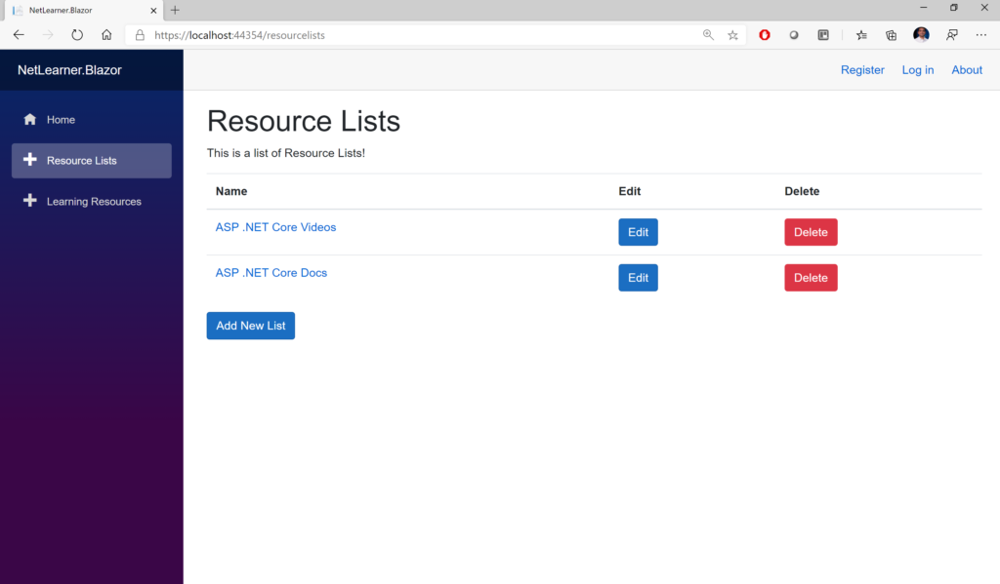 NetLearner.Blazor
https://localhost:44354/resourcelists
NetLearner.Blazor
Register Log in About
Home
Resource Lists
Learning Resources
Resource Lists
This is a list of Resource Lists!
Name Edit Delete
ASP .NET Core Videos Edit Delete
ASP .NET Core Docs Edit Delete
Add New List